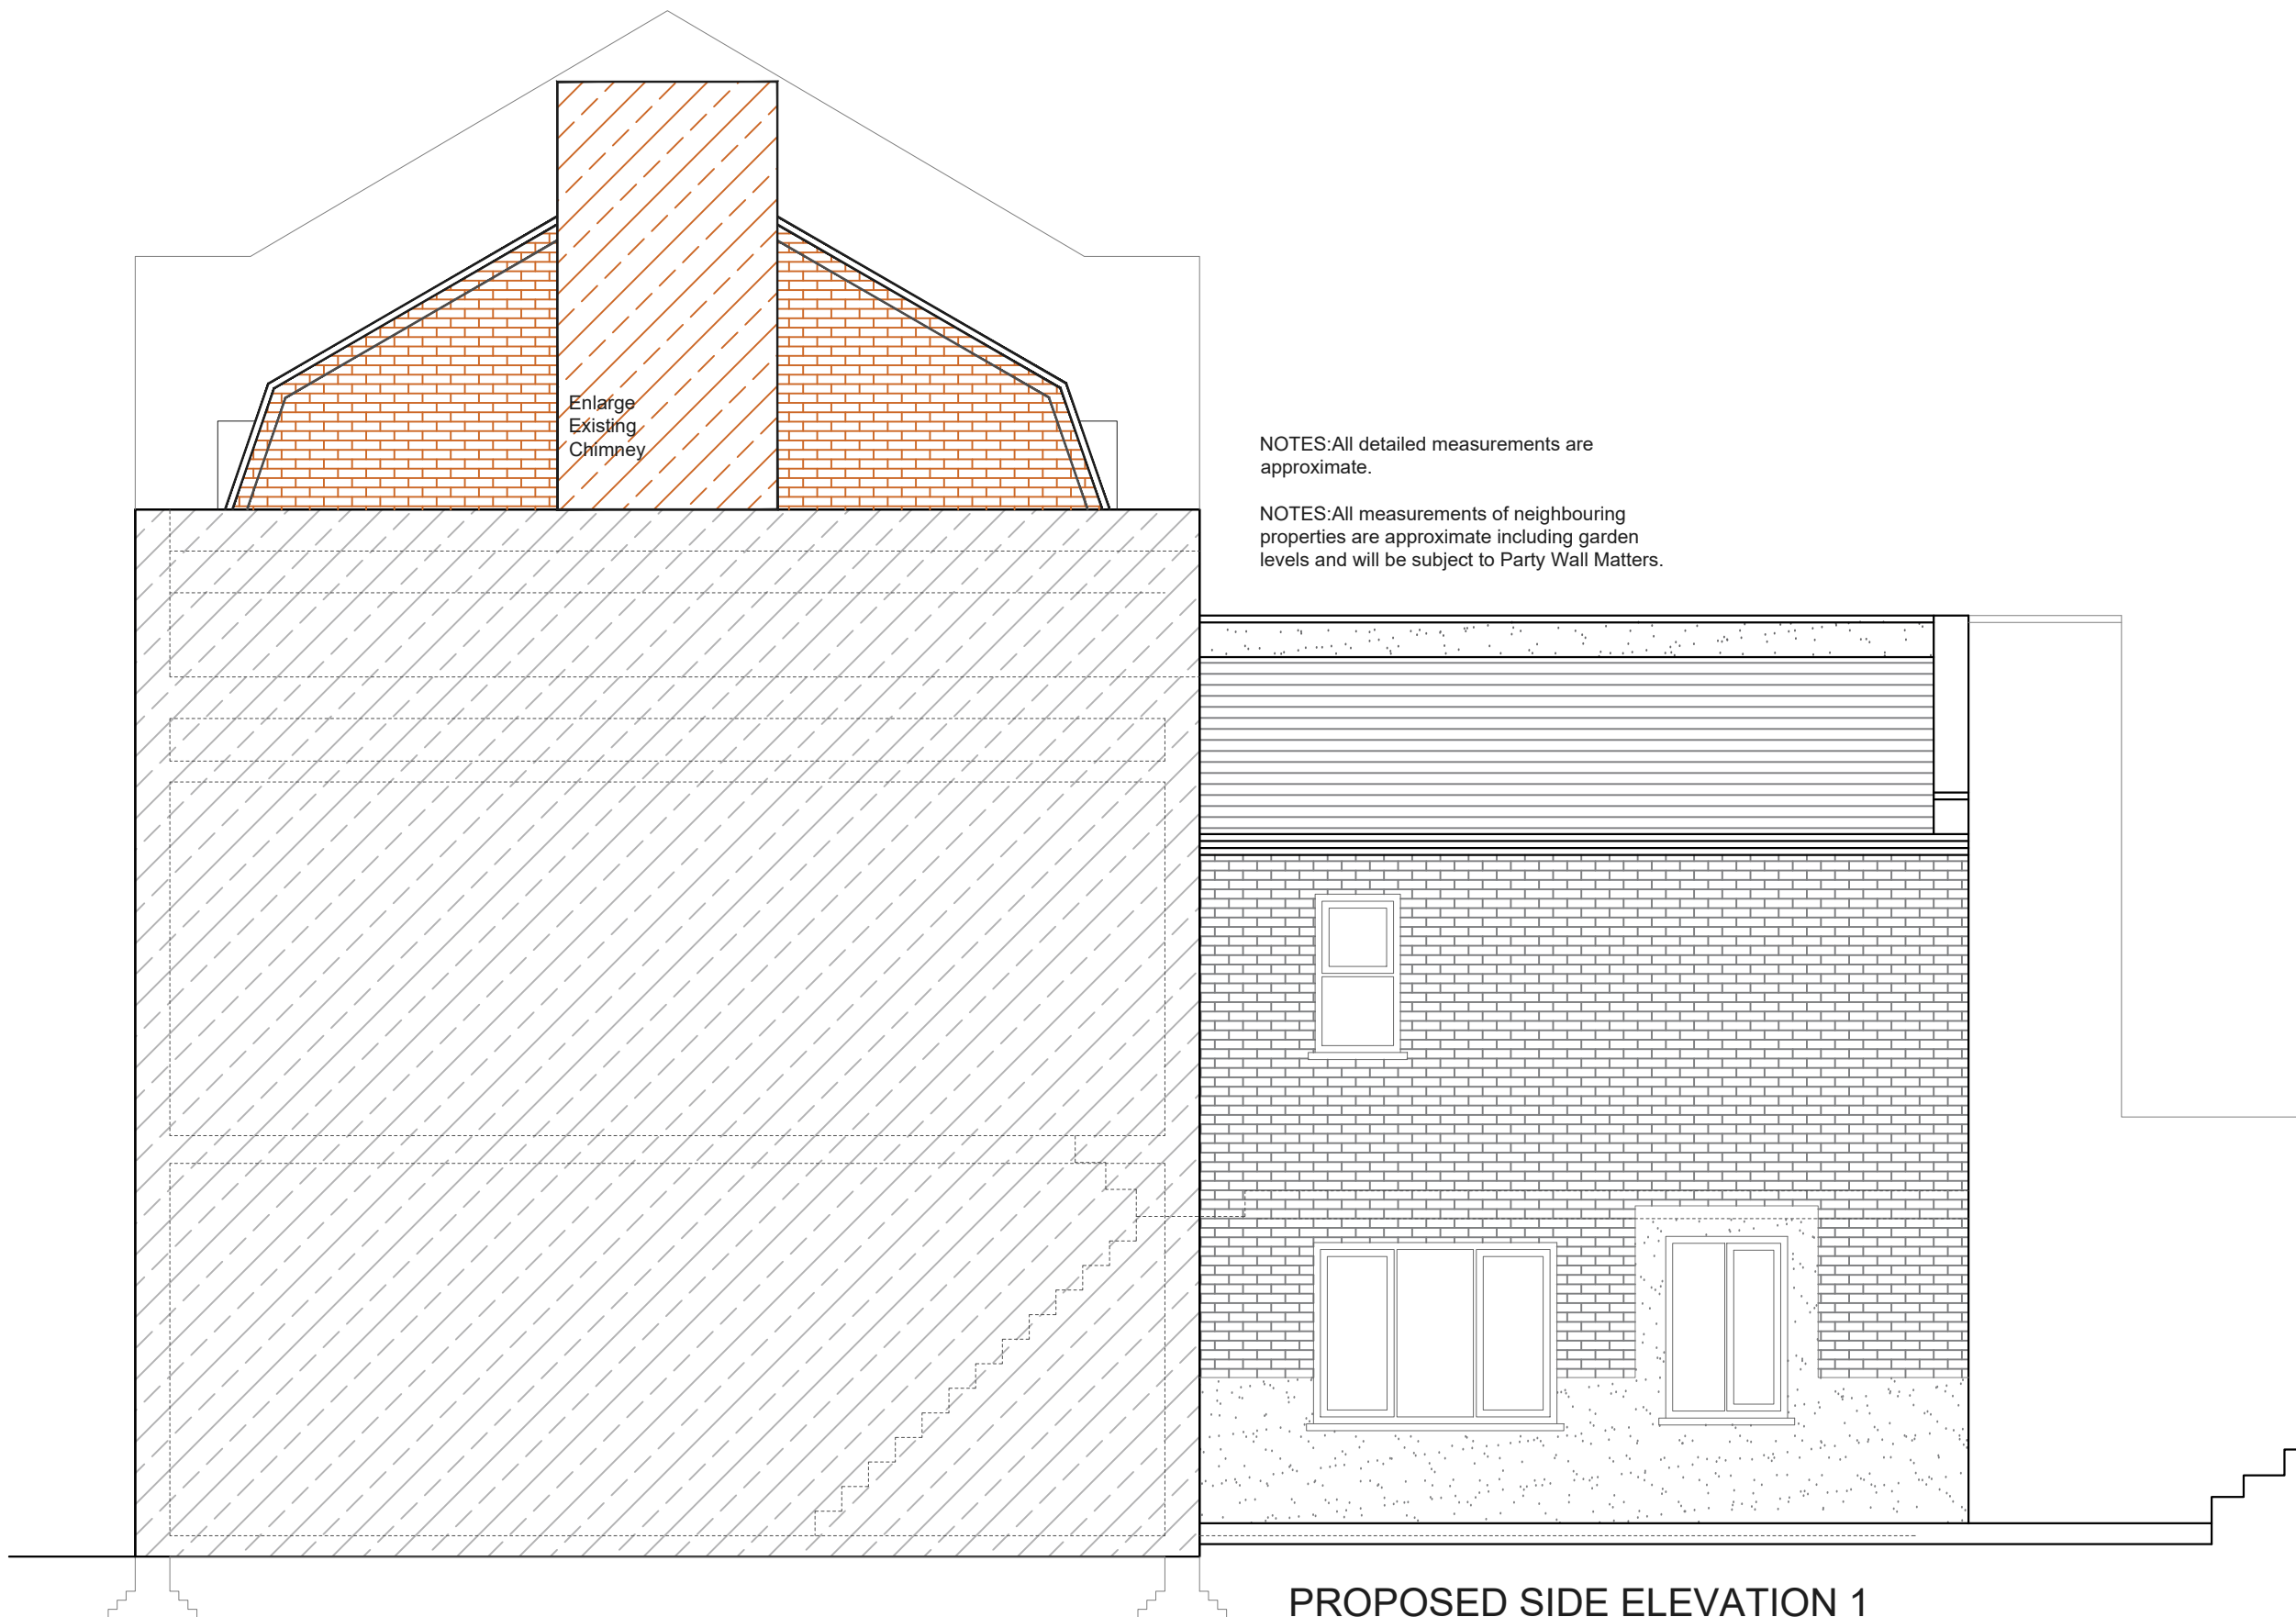 Enlarge
Existing
Chimney
NOTES:All detailed measurements are
approximate.
NOTES:All measurements of neighbouring
properties are approximate including garden
levels and will be subject to Party Wall Matters.
PROPOSED SIDE ELEVATION 1